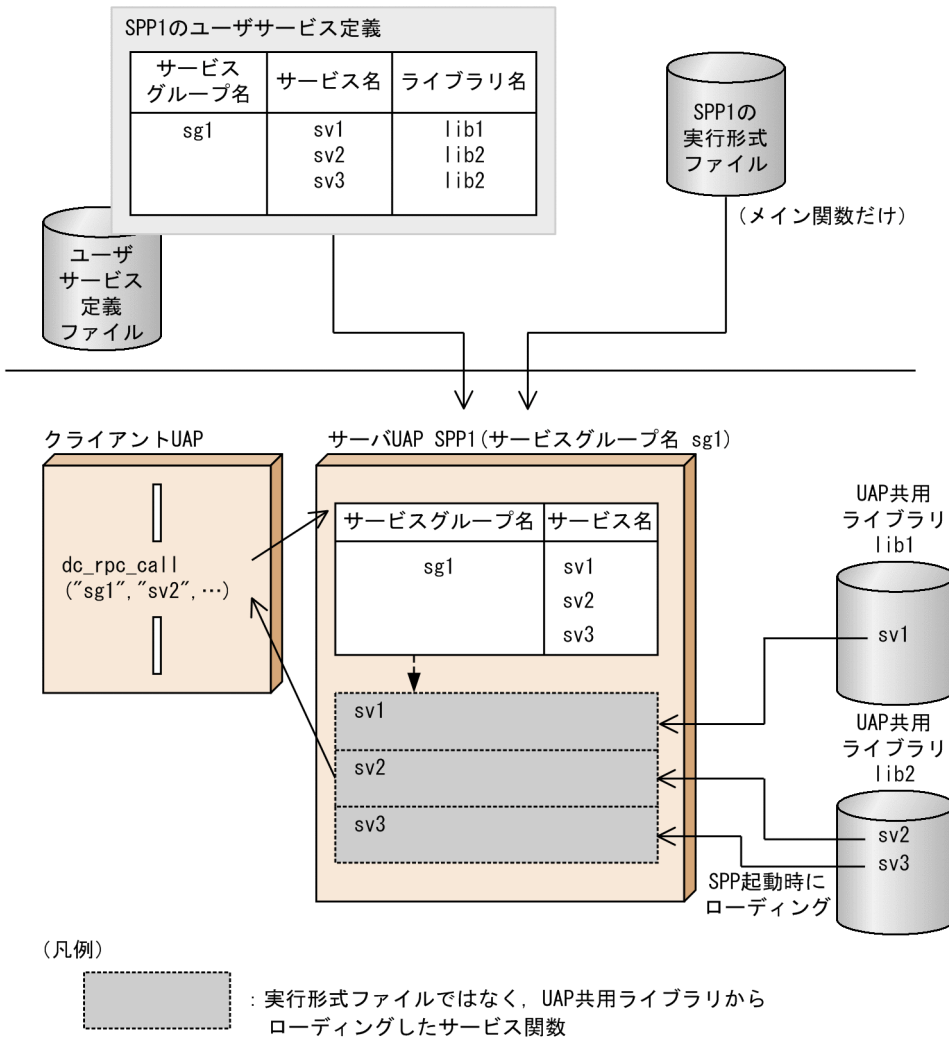 SPP1のユーザサービス定義
サービス
グループ名
サービス名
ライブラリ名
sg1
sv1
lib1
sv2
lib2
sv3
lib2
SPP1の
実行形式
ファイル
(メイン関数だけ)
ユーザ
サービス
定義
ファイル
クライアントUAP
サーバUAP SPP1(サービスグループ名 sg1)
dc_rpc_call
("sg1","sv2",…)
サービスグループ名
サービス名
sg1
sv1
sv2
sv3
sv1
sv2
sv3
UAP共用
ライブラリ
lib1
sv1
UAP共用
ライブラリ
lib2
sv2
sv3
SPP起動時に
ローディング
(凡例)
:実行形式ファイルではなく,UAP共用ライブラリから
ローディングしたサービス関数